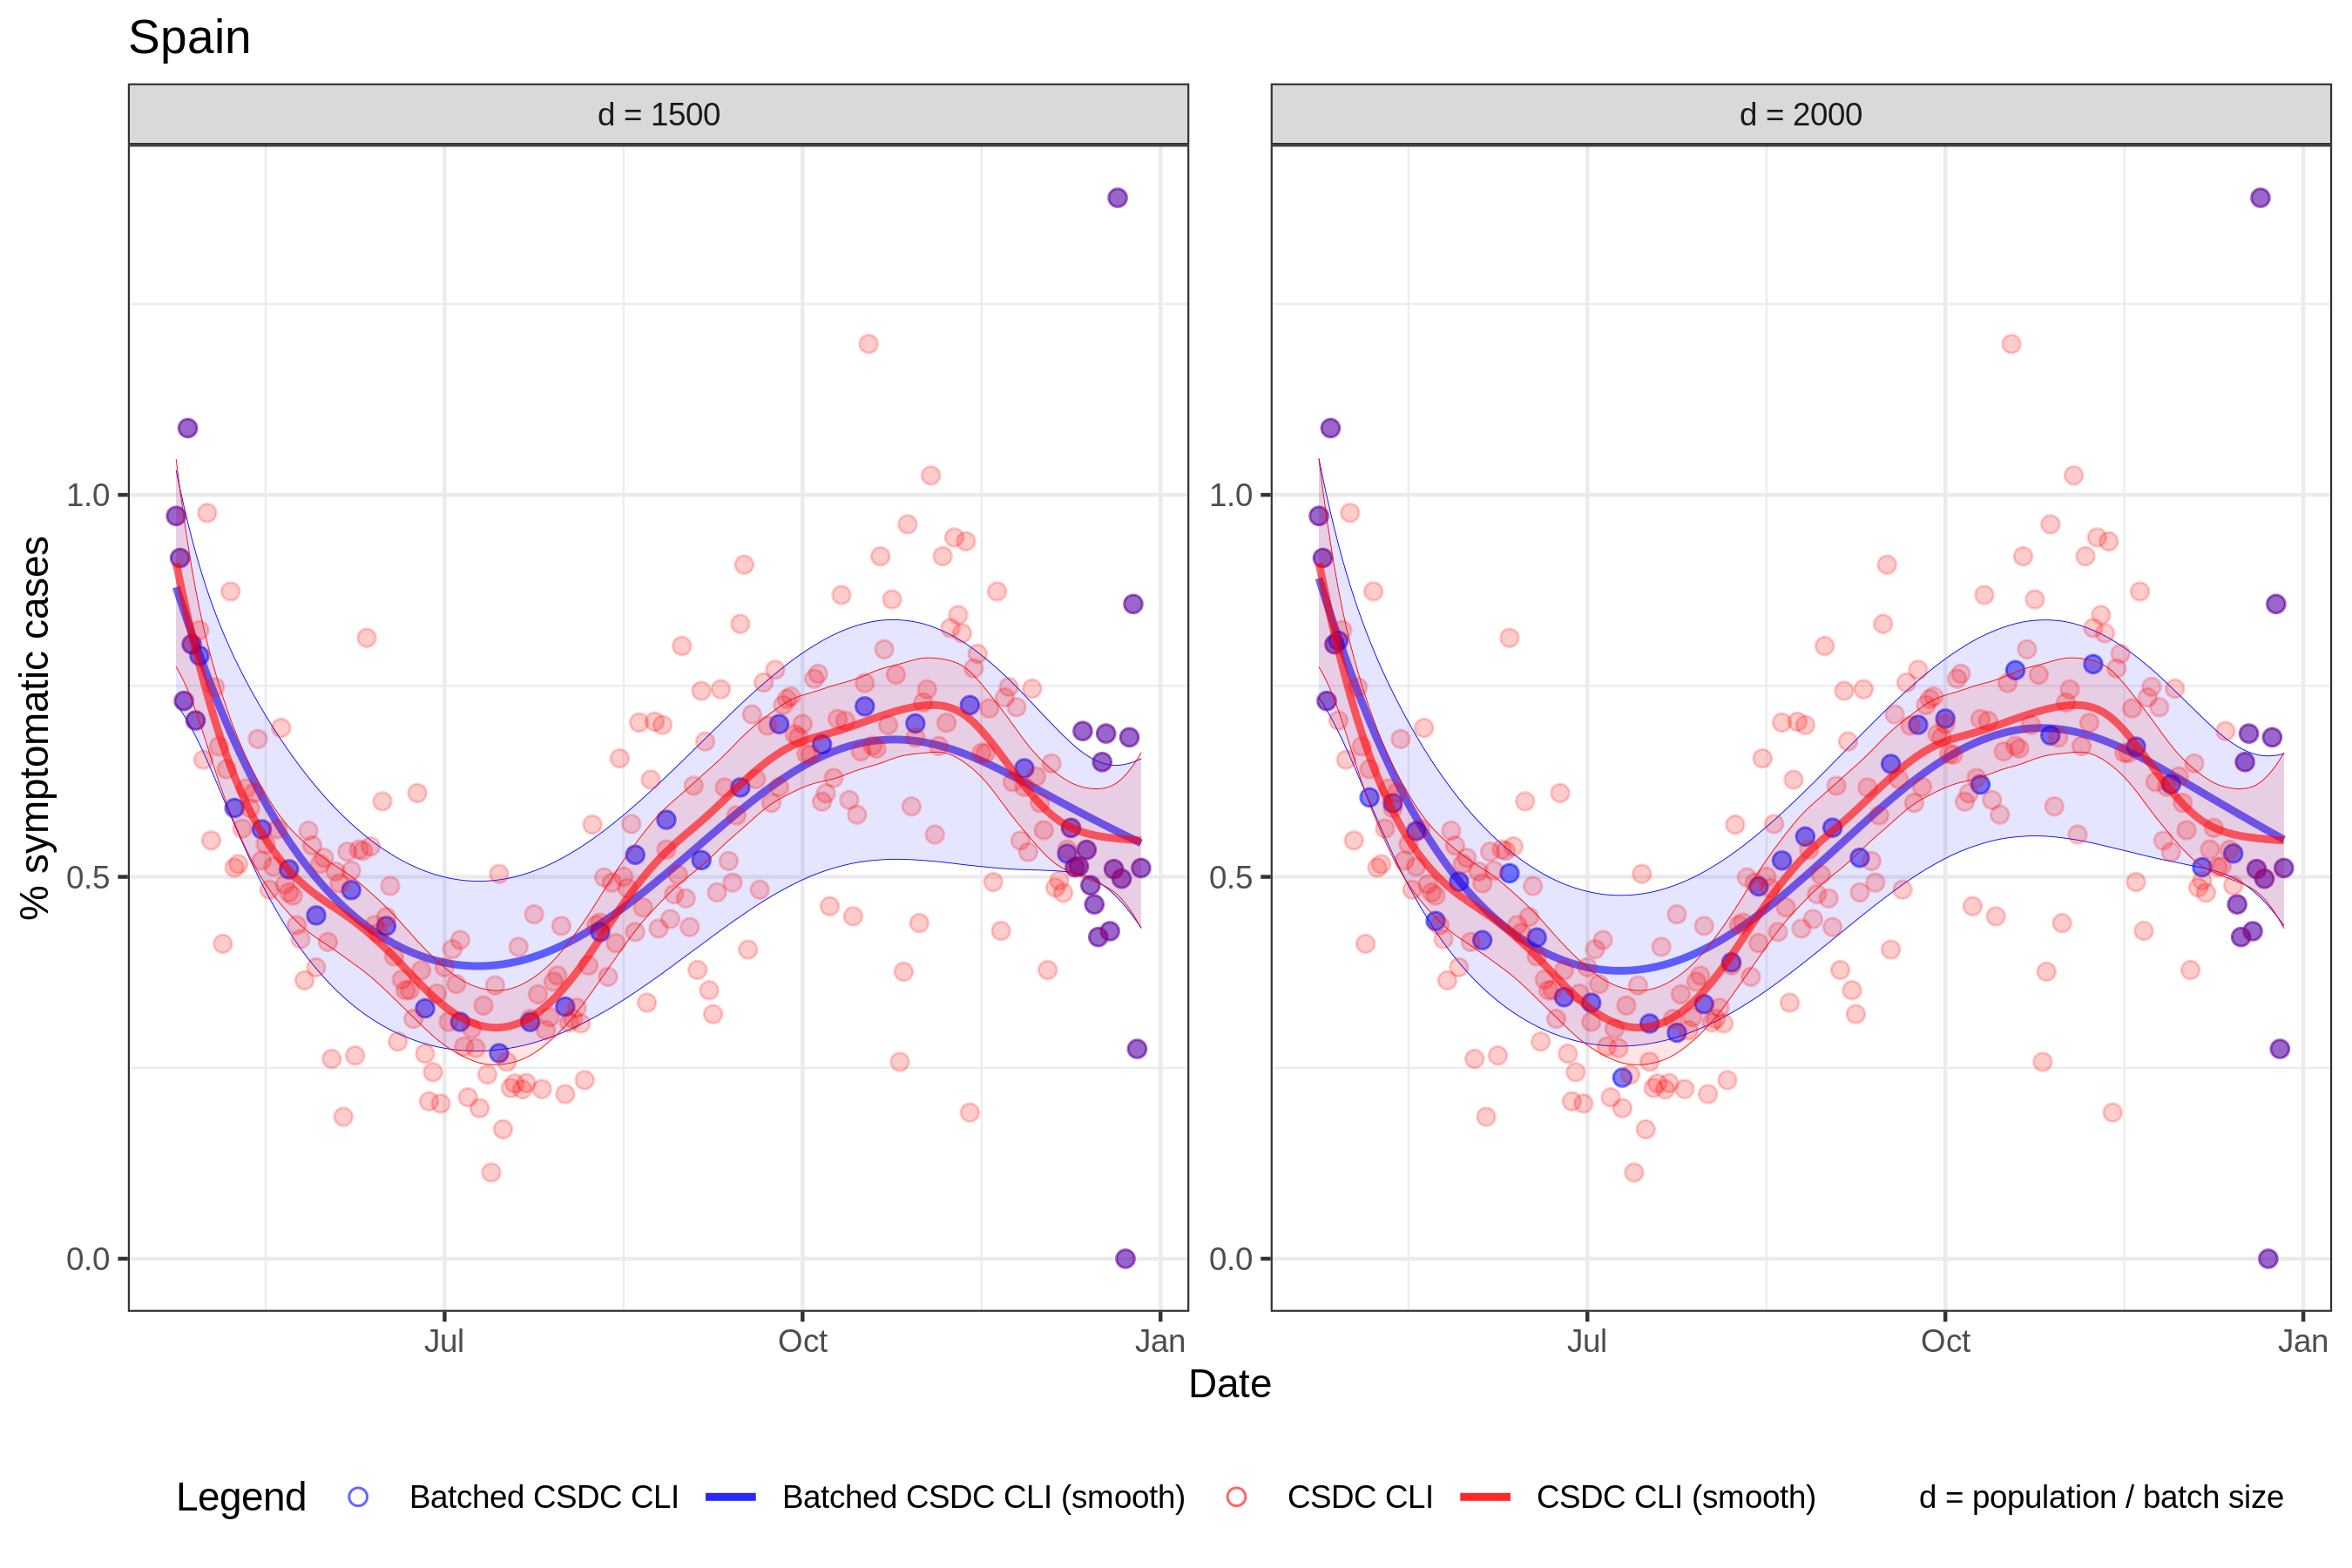 Spain
d = 1500
d = 2000
% symptomatic cases
1.0
0.5
0.0
1.0
0.5
0.0
Jul
Oct
Jan
Jul
Oct
Jan
Date
Legend
Batched CSDC CLI
Batched CSDC CLI (smooth)
CSDC CLI
CSDC CLI (smooth)
d = population / batch size